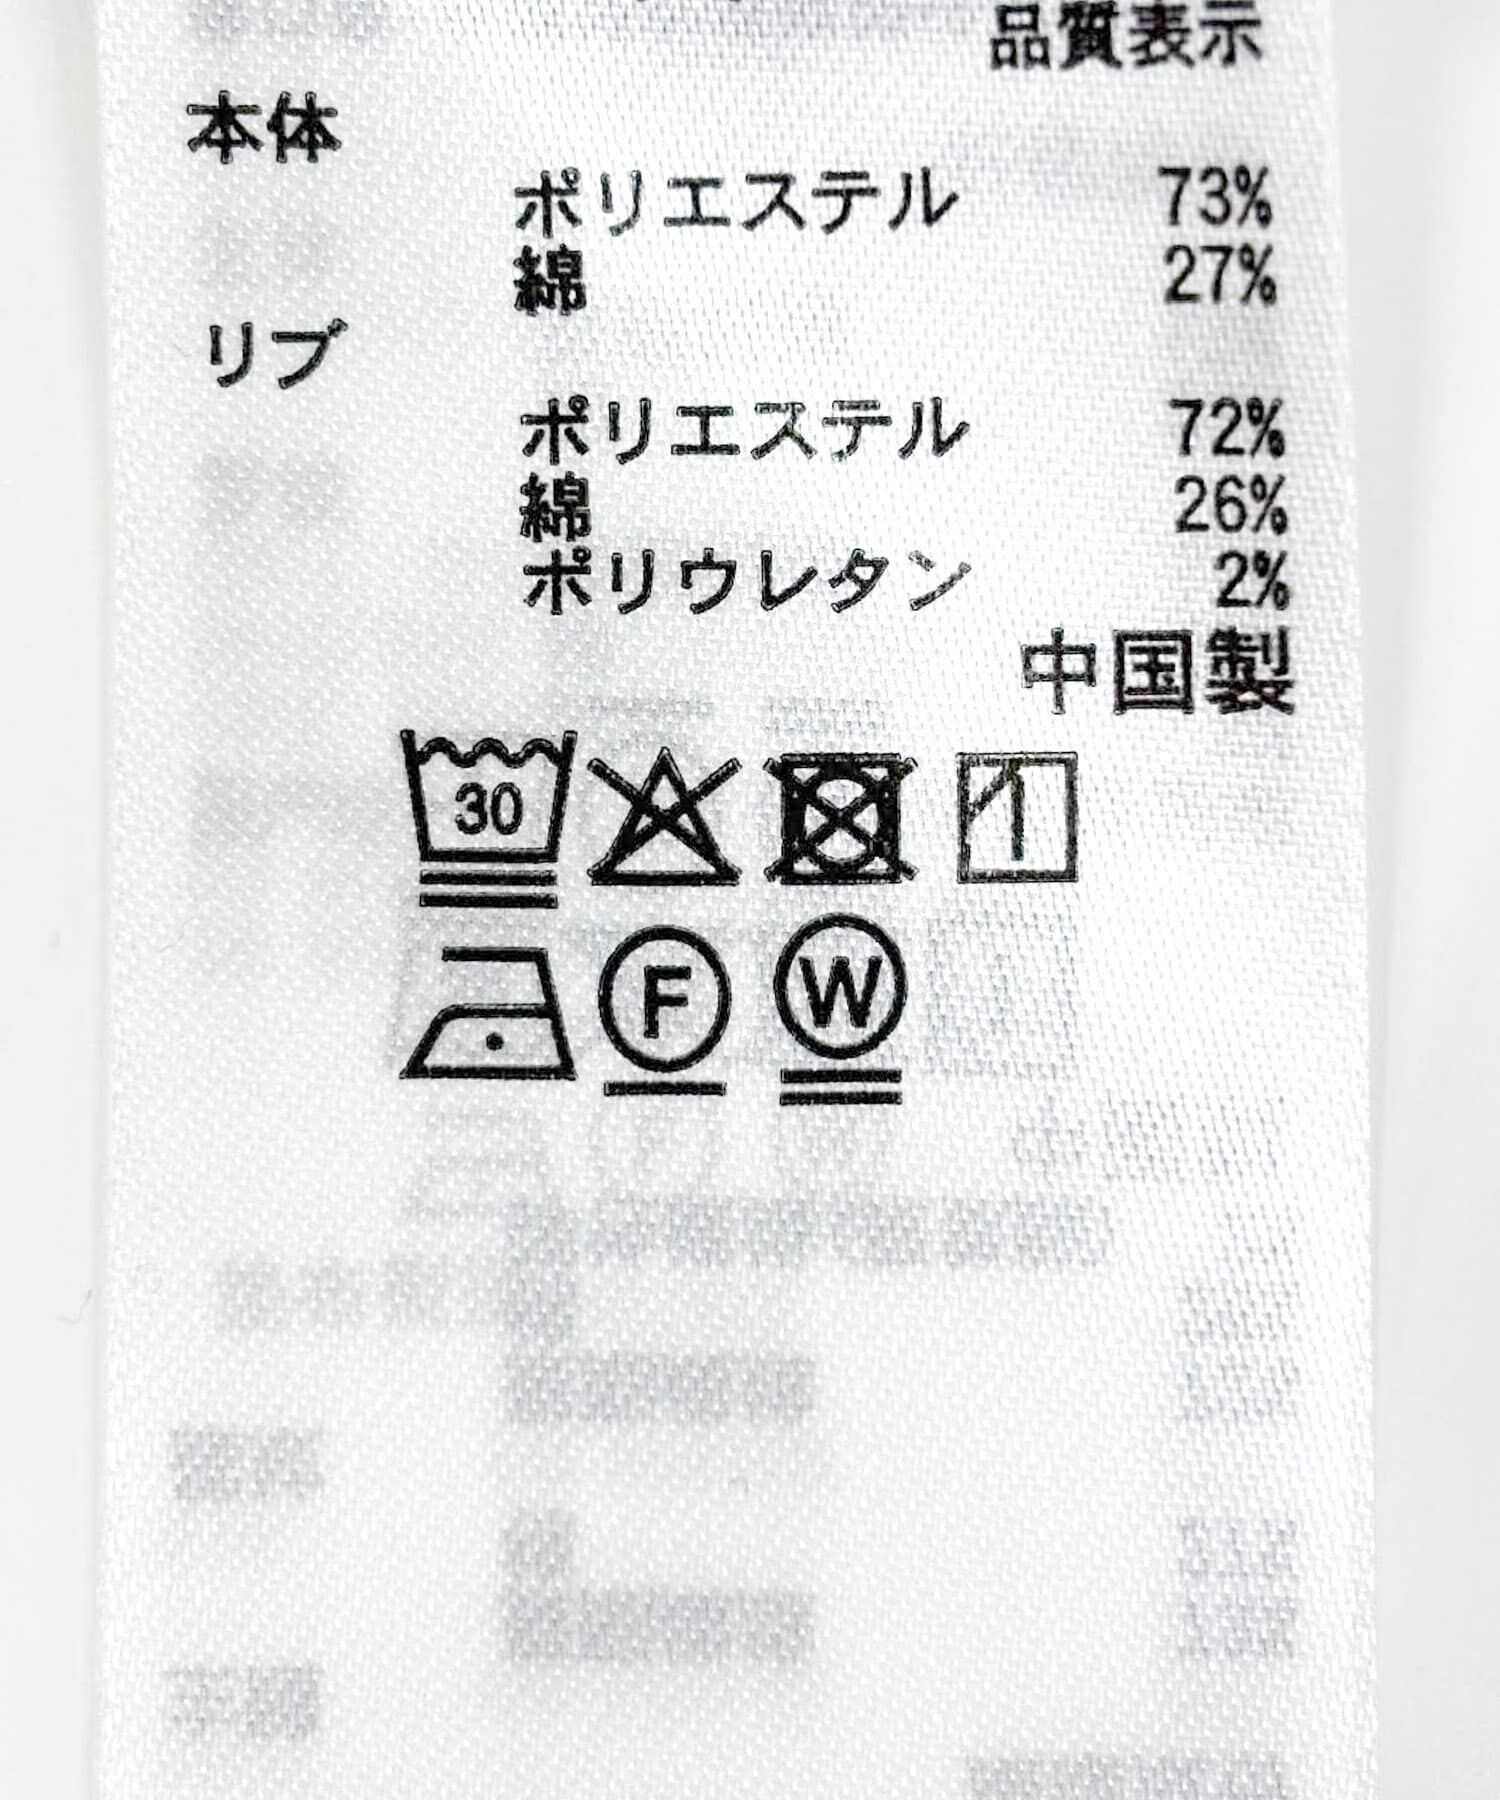 品質表示
本体
ポリエステル 73%
綿 27%
リブ
ポリエステル 72%
綿 26%
ポリウレタン 2%
中国製
30
F W